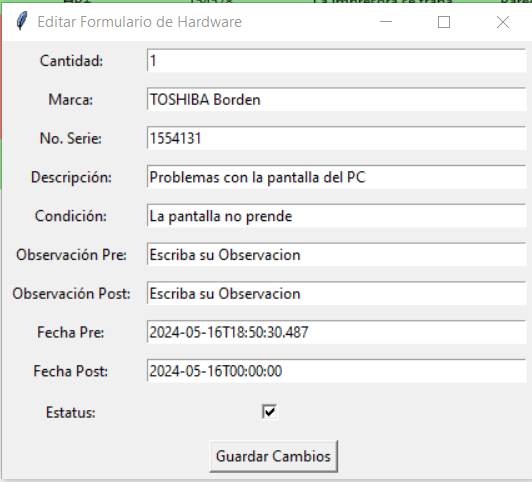 Editar Formulario de Hardware
Cantidad: 1
Marca: TOSHIBA Borden
No. Serie: 1554131
Descripción: Problemas con la pantalla del PC
Condición: La pantalla no prende
Observación Pre: Escriba su Observacion
Observación Post: Escriba su Observacion
Fecha Pre: 2024-05-16T18:50:30.487
Fecha Post: 2024-05-16T00:00:00
Estatus:
Guardar Cambios